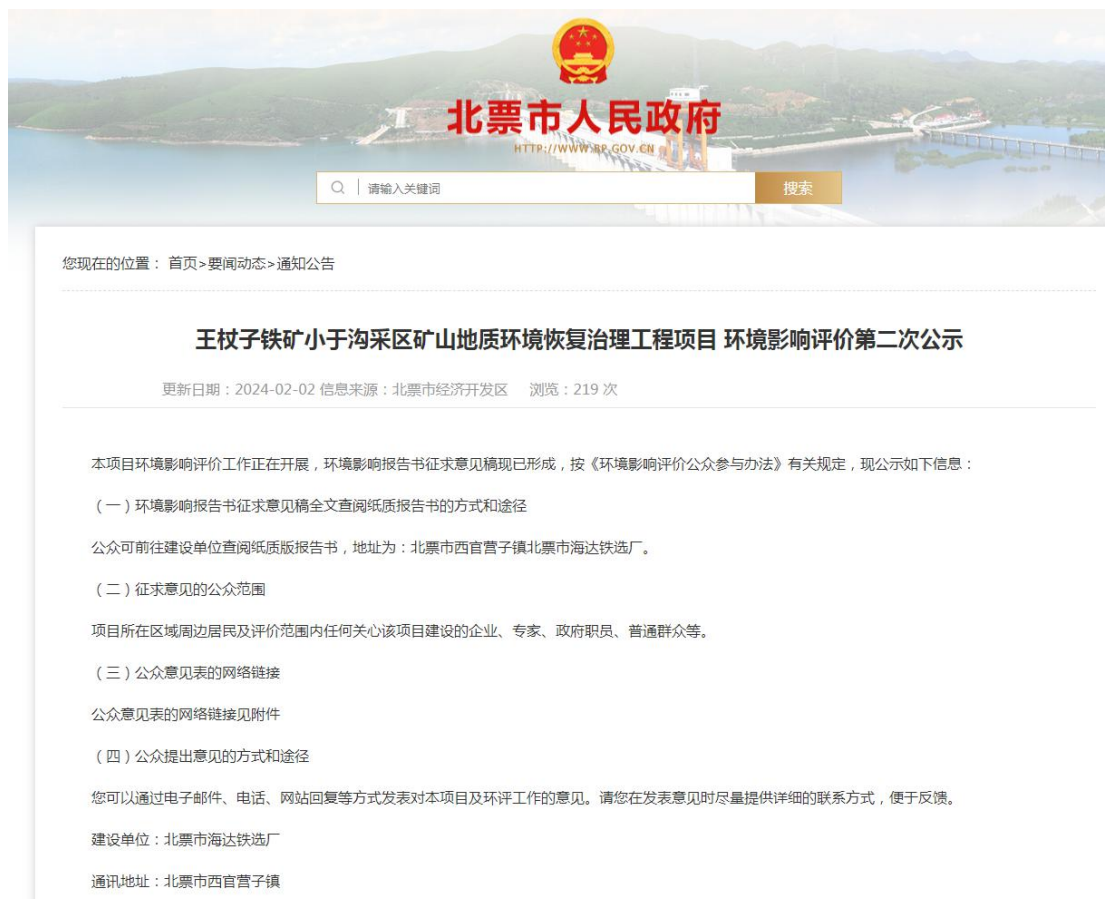 北票市人民政府
HTTP://WWW.BP.GOV.CN
请输入关键词
搜索
您现在的位置： 首页>要闻动态>通知公告
王杖子铁矿小于沟采区矿山地质环境恢复治理工程项目 环境影响评价第二次公示
更新日期：2024-02-02 信息来源：北票市经济开发区 浏览：219 次
本项目环境影响评价工作正在开展，环境影响报告书征求意见稿现已形成，按《环境影响评价公众参与办法》有关规定，现公示如下信息：
（一）环境影响报告书征求意见稿全文查阅纸质报告书的方式和途径
公众可前往建设单位查阅纸质版报告书，地址为：北票市西官营子镇北票市海达铁选厂。
（二）征求意见的公众范围
项目所在区域周边居民及评价范围内任何关心该项目建设的企业、专家、政府职员、普通群众等。
（三）公众意见表的网络链接
公众意见表的网络链接见附件
（四）公众提出意见的方式和途径
您可以通过电子邮件、电话、网站回复等方式发表对本项目及环评工作的意见。请您在发表意见时尽量提供详细的联系方式，便于反馈。
建设单位：北票市海达铁选厂
通讯地址：北票市西官营子镇